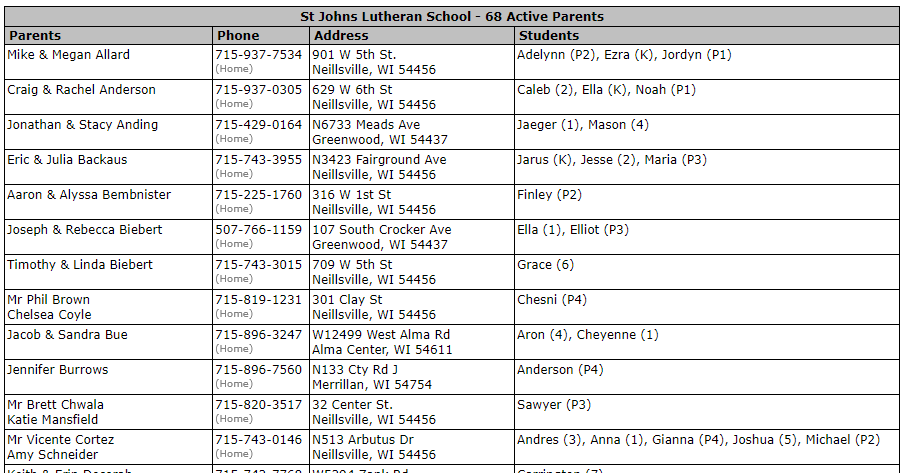 St Johns Lutheran School - 68 Active Parents
Parents Phone Address Students
Mike & Megan Allard 715-937-7534 901 W 5th St. Adelynn (P2), Ezra (K), Jordyn (P1)
(Home) Neillsville, WI 54456
Craig & Rachel Anderson 715-937-0305 629 W 6th St Caleb (2), Ella (K), Noah (P1)
(Home) Neillsville, WI 54456
Jonathan & Stacy Anding 715-429-0164 N6733 Meads Ave Jaeger (1), Mason (4)
(Home) Greenwood, WI 54437
Eric & Julia Backaus 715-743-3955 N3423 Fairground Ave Jarus (K), Jesse (2), Maria (P3)
(Home) Neillsville, WI 54456
Aaron & Alyssa Bembnister 715-225-1760 316 W 1st St Finley (P2)
(Home) Neillsville, WI 54456
Joseph & Rebecca Biebert 507-766-1159 107 South Crocker Ave Ella (1), Elliot (P3)
(Home) Greenwood, WI 54437
Timothy & Linda Biebert 715-743-3015 709 W 5th St Grace (6)
(Home) Neillsville, WI 54456
Mr Phil Brown 715-819-1231 301 Clay St Chesni (P4)
Chelsea Coyle (Home) Neillsville, WI 54456
Jacob & Sandra Bue 715-896-3247 W12499 West Alma Rd Aron (4), Cheyenne (1)
(Home) Alma Center, WI 54611
Jennifer Burrows 715-896-7560 N133 Cty Rd J Anderson (P4)
(Home) Merrillan, WI 54754
Mr Brett Chwala 715-820-3517 32 Center St. Sawyer (P3)
Katie Mansfield (Home) Neillsville, WI 54456
Mr Vicente Cortez 715-743-0146 N513 Arbutus Dr Andres (3), Anna (1), Gianna (P4), Joshua (5), Michael (P2)
Amy Schneider (Home) Neillsville, WI 54456